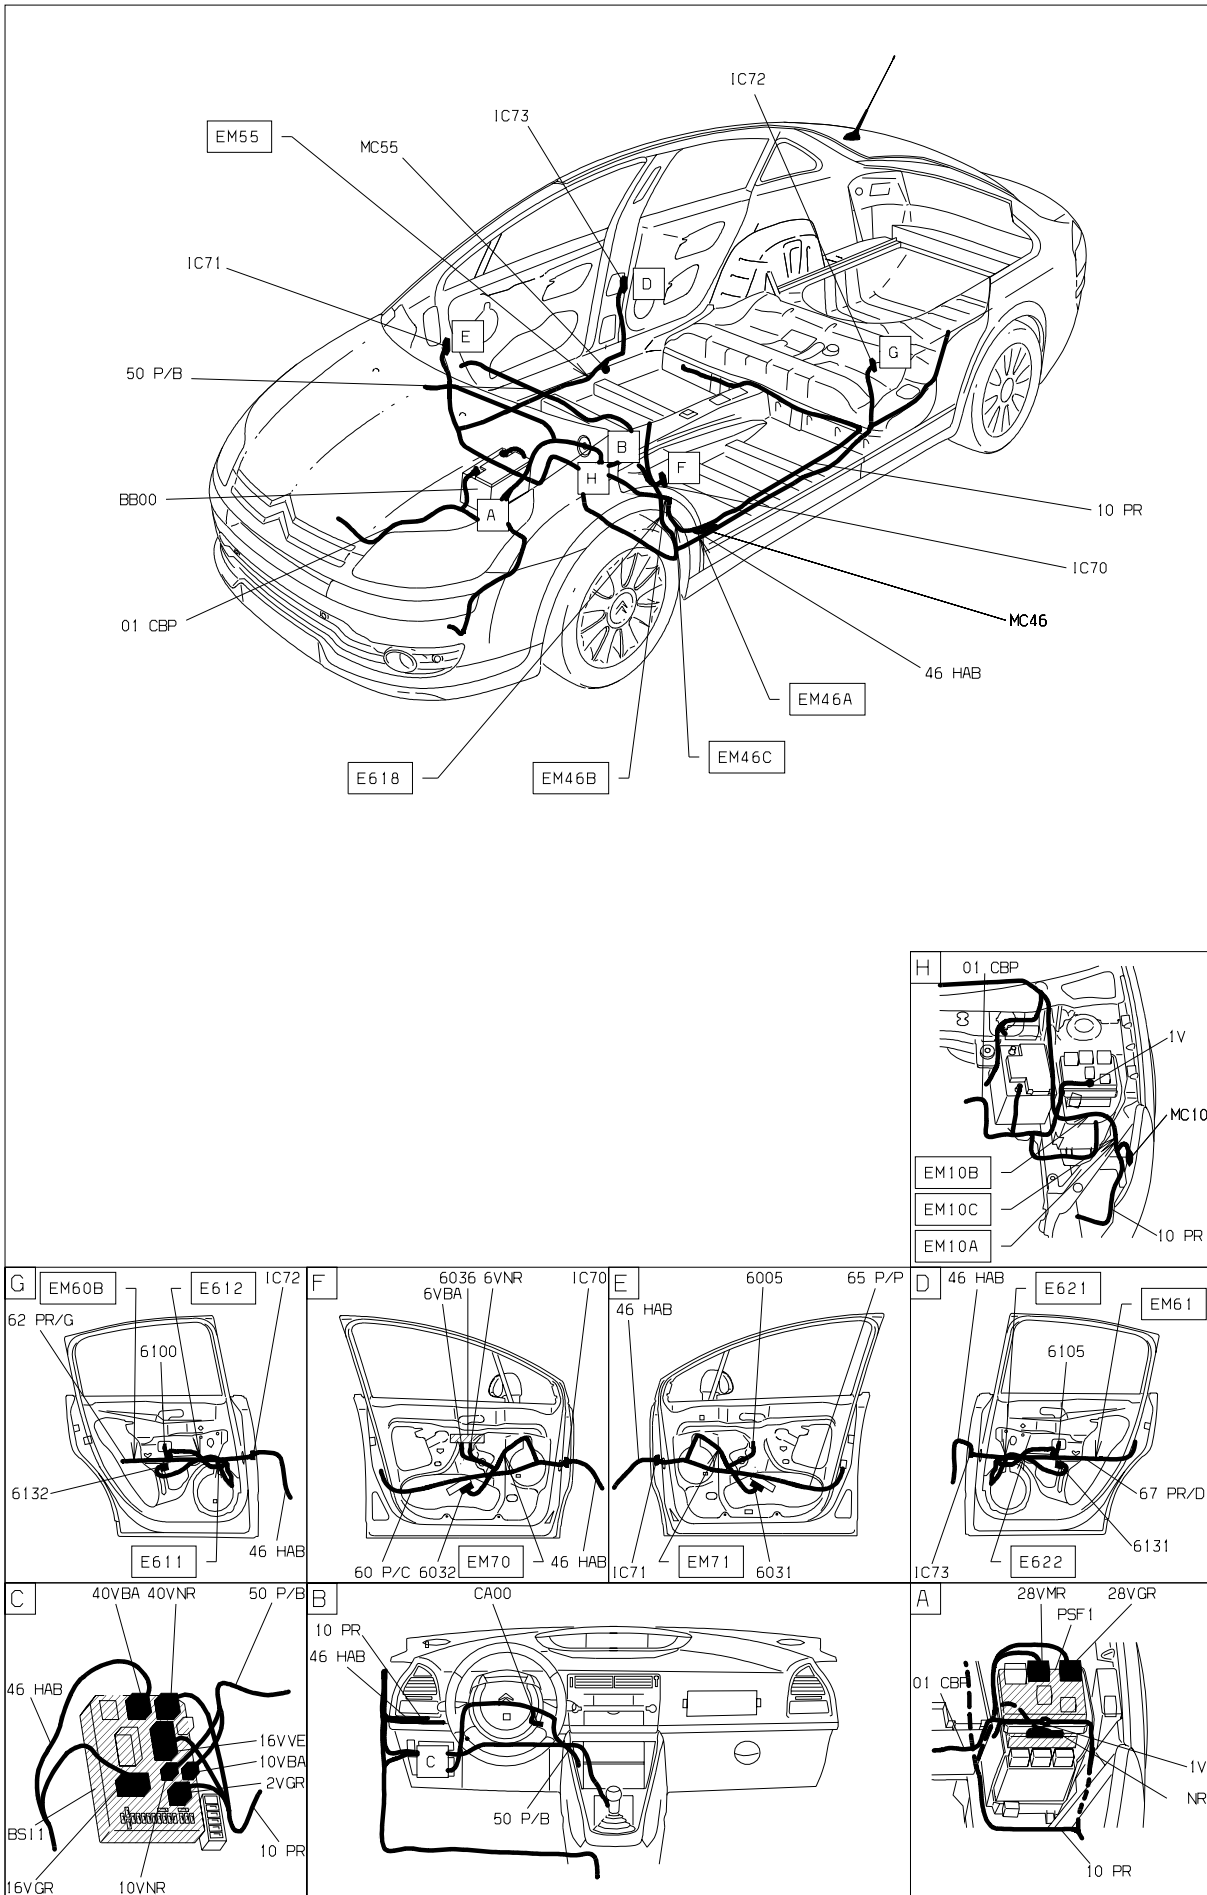 IC72
IC73
EM55
MC55
IC71
D
E
G
50 P/B
B
F
H
BB00
A
10 PR
IC70
01 CBP
MC46
46 HAB
EM46A
EM46C
E618
EM46B
H
01 CBP
1V
MC10
EM10B
EM10C
EM10A
10 PR
G
EM60B
E612
IC72
62 PR/G
6100
6132
E611
46 HAB
F
6036 6VNR
6VBA
IC70
60 P/C 6032
EM70
46 HAB
E
6005
65 P/P
46 HAB
IC71
EM71
6031
D
46 HAB
E621
EM61
6105
67 PR/D
6131
IC73
E622
C
40VBA 40VNR
50 P/B
46 HAB
16VVE
10VBA
2VGR
BSI1
10 PR
16VGR
10VNR
B
CA00
10 PR
46 HAB
C
50 P/B
A
28VMR
28VGR
PSF1
01 CBP
1V
NR
10 PR